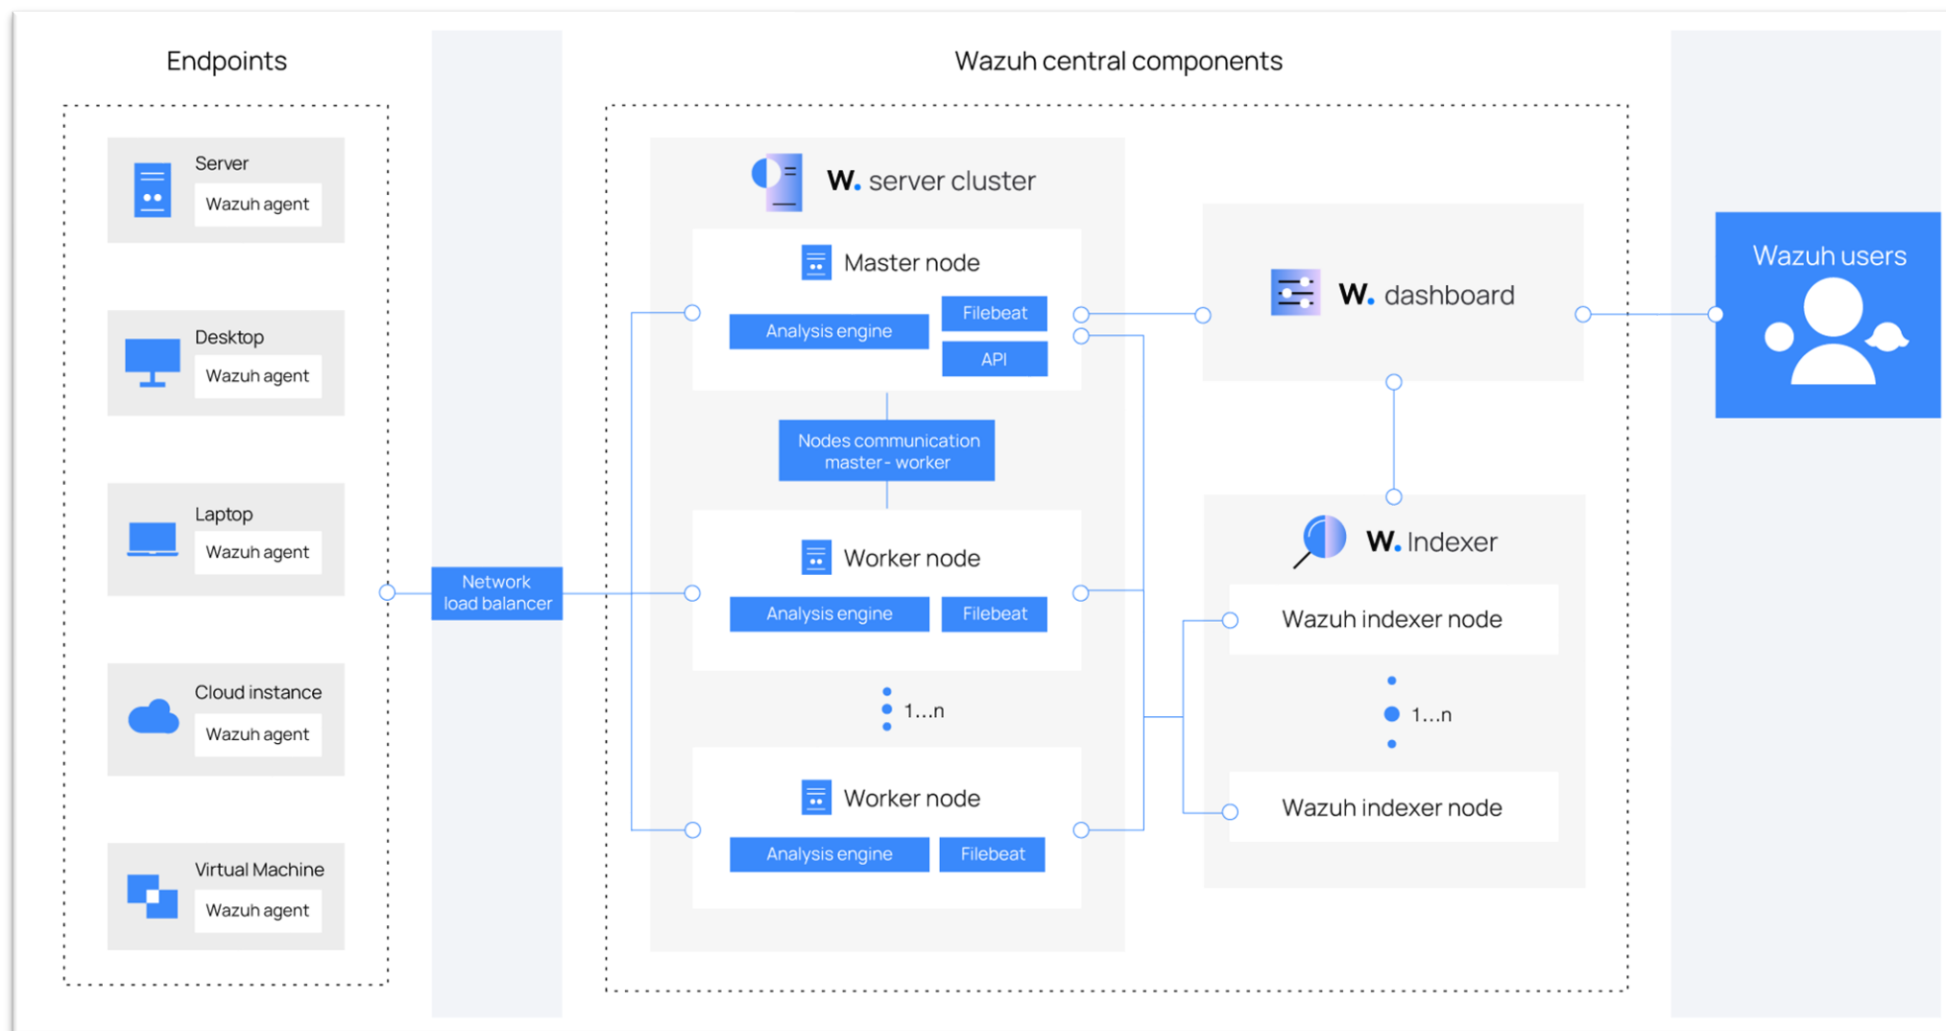 Endpoints
Server
Wazuh agent
Desktop
Wazuh agent
Laptop
Wazuh agent
Cloud instance
Wazuh agent
Virtual Machine
Wazuh agent
Network
load balancer
Wazuh central components
W. server cluster
Master node
Analysis engine
Filebeat
API
Nodes communication
master - worker
Worker node
Analysis engine
Filebeat
1...n
Worker node
Analysis engine
Filebeat
W. dashboard
W. Indexer
Wazuh indexer node
1...n
Wazuh indexer node
Wazuh users